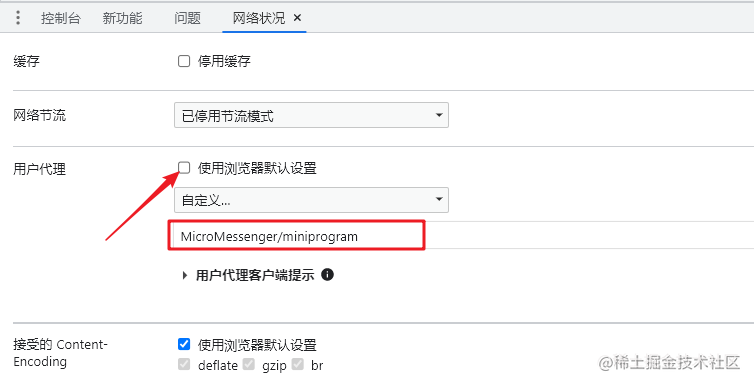 控制台 新功能 问题 网络状况 ×
缓存 停用缓存
网络节流 已停用节流模式
用户代理 使用浏览器默认设置
自定义...
MicroMessenger/miniprogram
用户代理客户端提示
接受的 Content- 使用浏览器默认设置
Encoding deflate gzip br
@稀土掘金技术社区